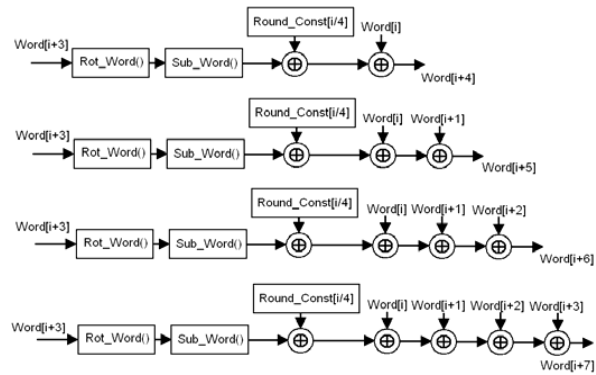 Round_Const[i/4]
Word[i]
Word[i+3]
Rot_Word()
Sub_Word()
Word[i+4]
Round_Const[i/4]
Word[i]
Word[i+1]
Word[i+3]
Rot_Word()
Sub_Word()
Word[i+5]
Round_Const[i/4]
Word[i]
Word[i+1]
Word[i+2]
Word[i+3]
Rot_Word()
Sub_Word()
Word[i+6]
Round_Const[i/4]
Word[i]
Word[i+1]
Word[i+2]
Word[i+3]
Word[i+3]
Rot_Word()
Sub_Word()
Word[i+7]